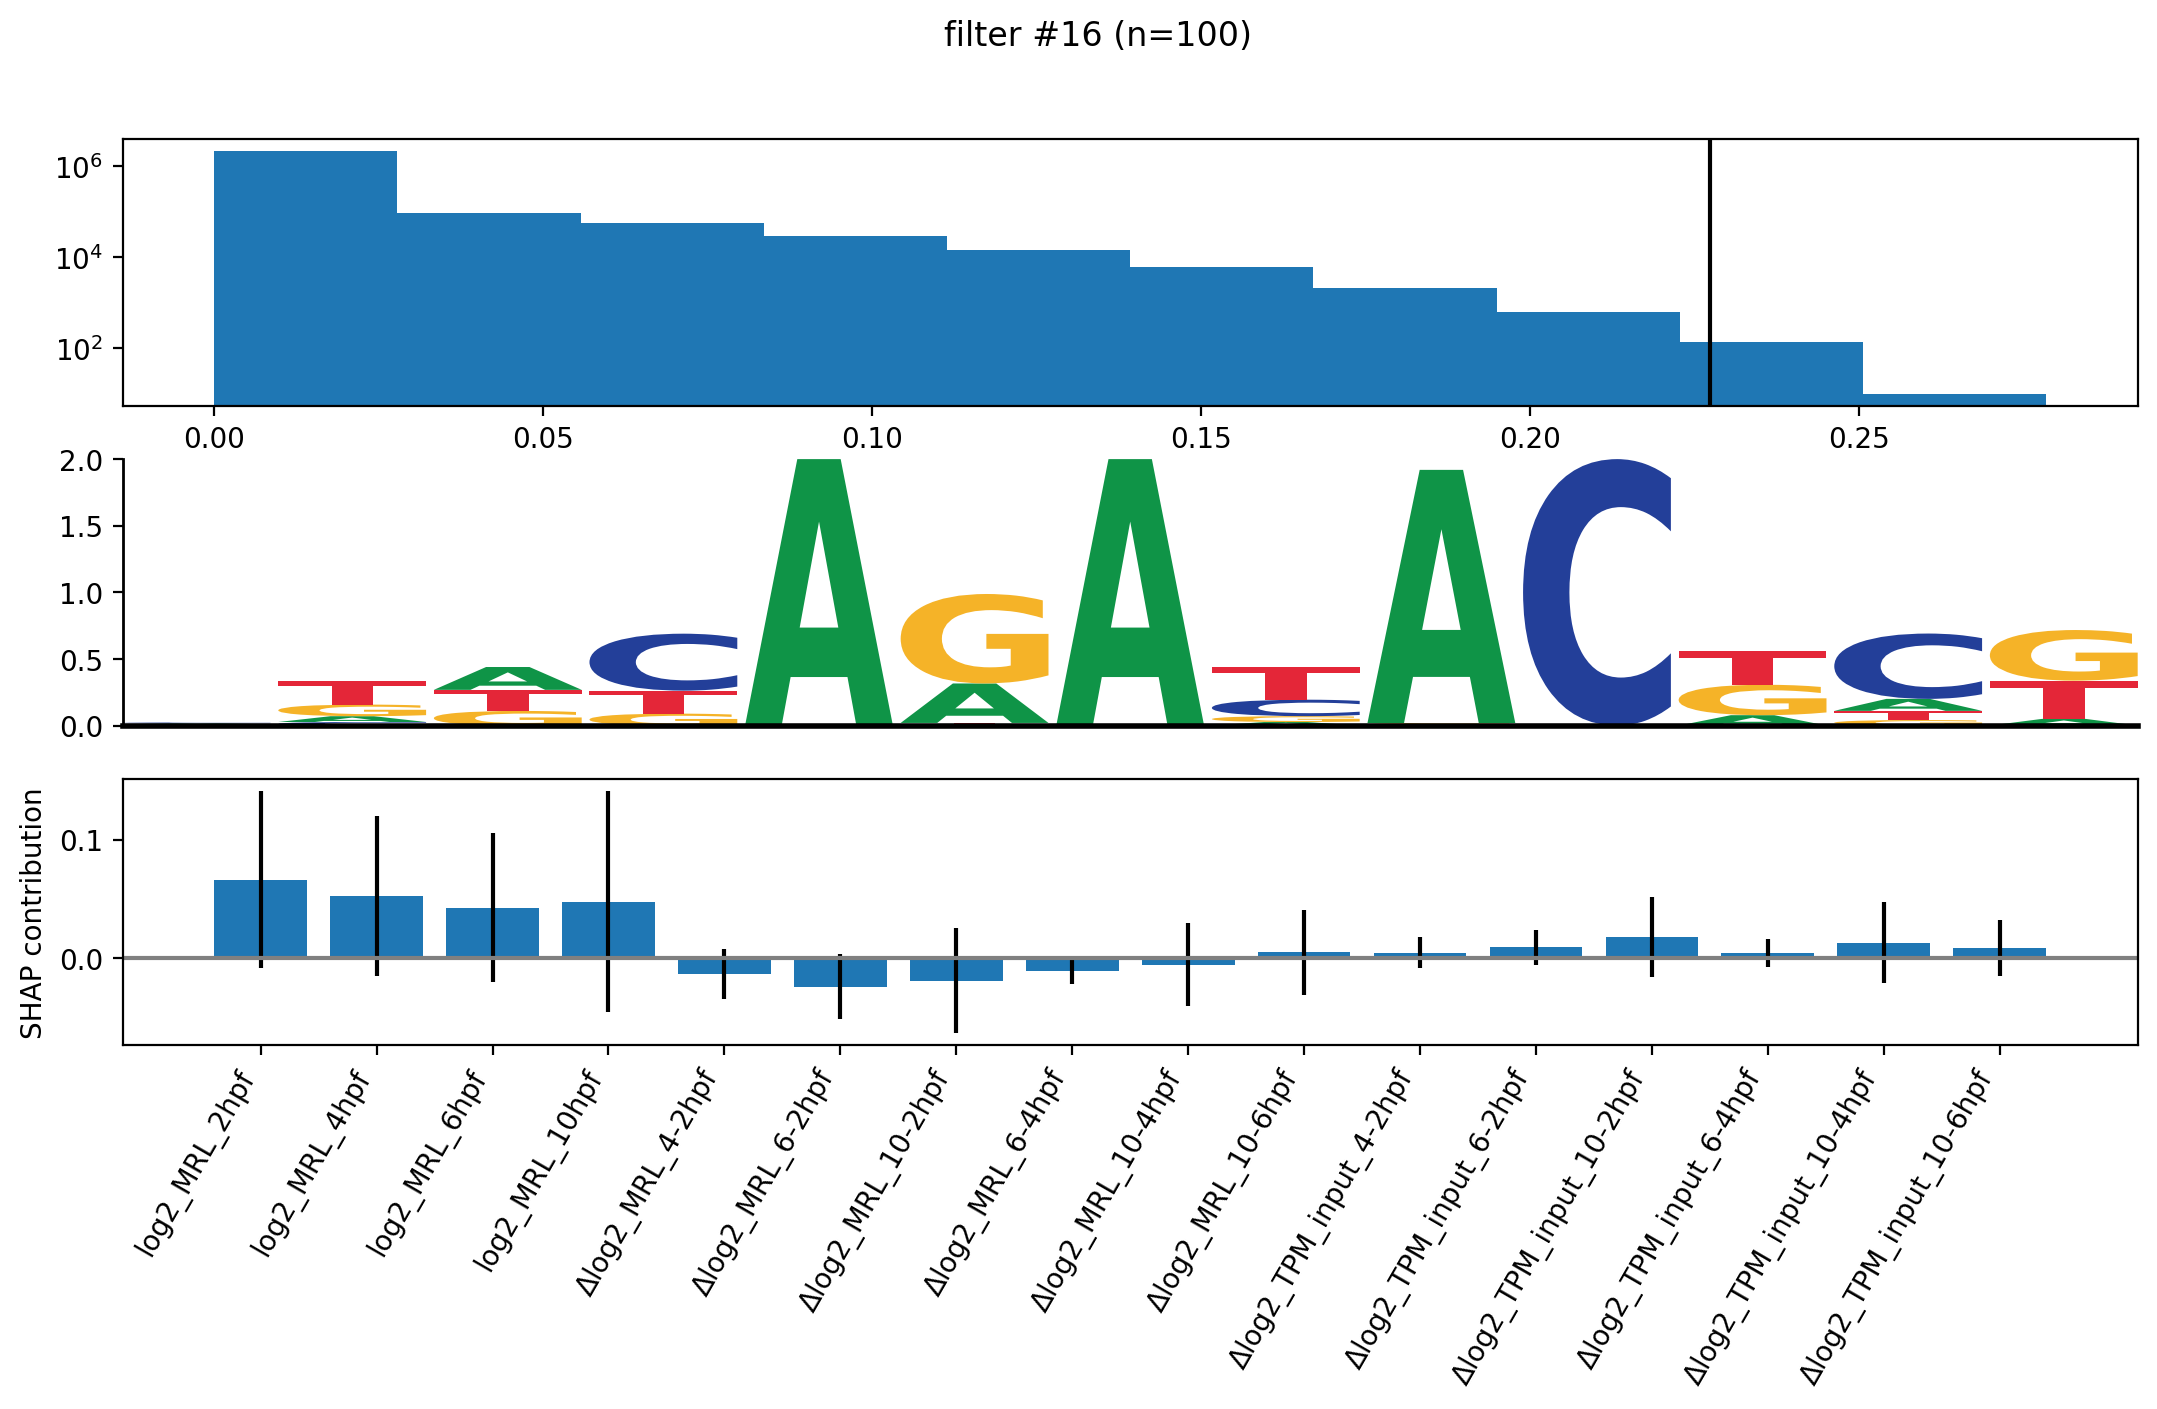 filter #16 (n=100)
10^6
10^4
10^2
0.00 0.05 0.10 0.15 0.20 0.25
2.0
1.5
1.0
0.5
0.0
T G A C
A T G
C T G
A
G A
A
T C G A
A
C
T G A
C A T G
G T A
SHAP contribution
0.1
0.0
log2_MRL_2hpf
log2_MRL_4hpf
log2_MRL_6hpf
log2_MRL_10hpf
Δlog2_MRL_4-2hpf
Δlog2_MRL_6-2hpf
Δlog2_MRL_10-2hpf
Δlog2_MRL_6-4hpf
Δlog2_MRL_10-4hpf
Δlog2_MRL_10-6hpf
Δlog2_TPM_input_4-2hpf
Δlog2_TPM_input_6-2hpf
Δlog2_TPM_input_10-2hpf
Δlog2_TPM_input_6-4hpf
Δlog2_TPM_input_10-4hpf
Δlog2_TPM_input_10-6hpf